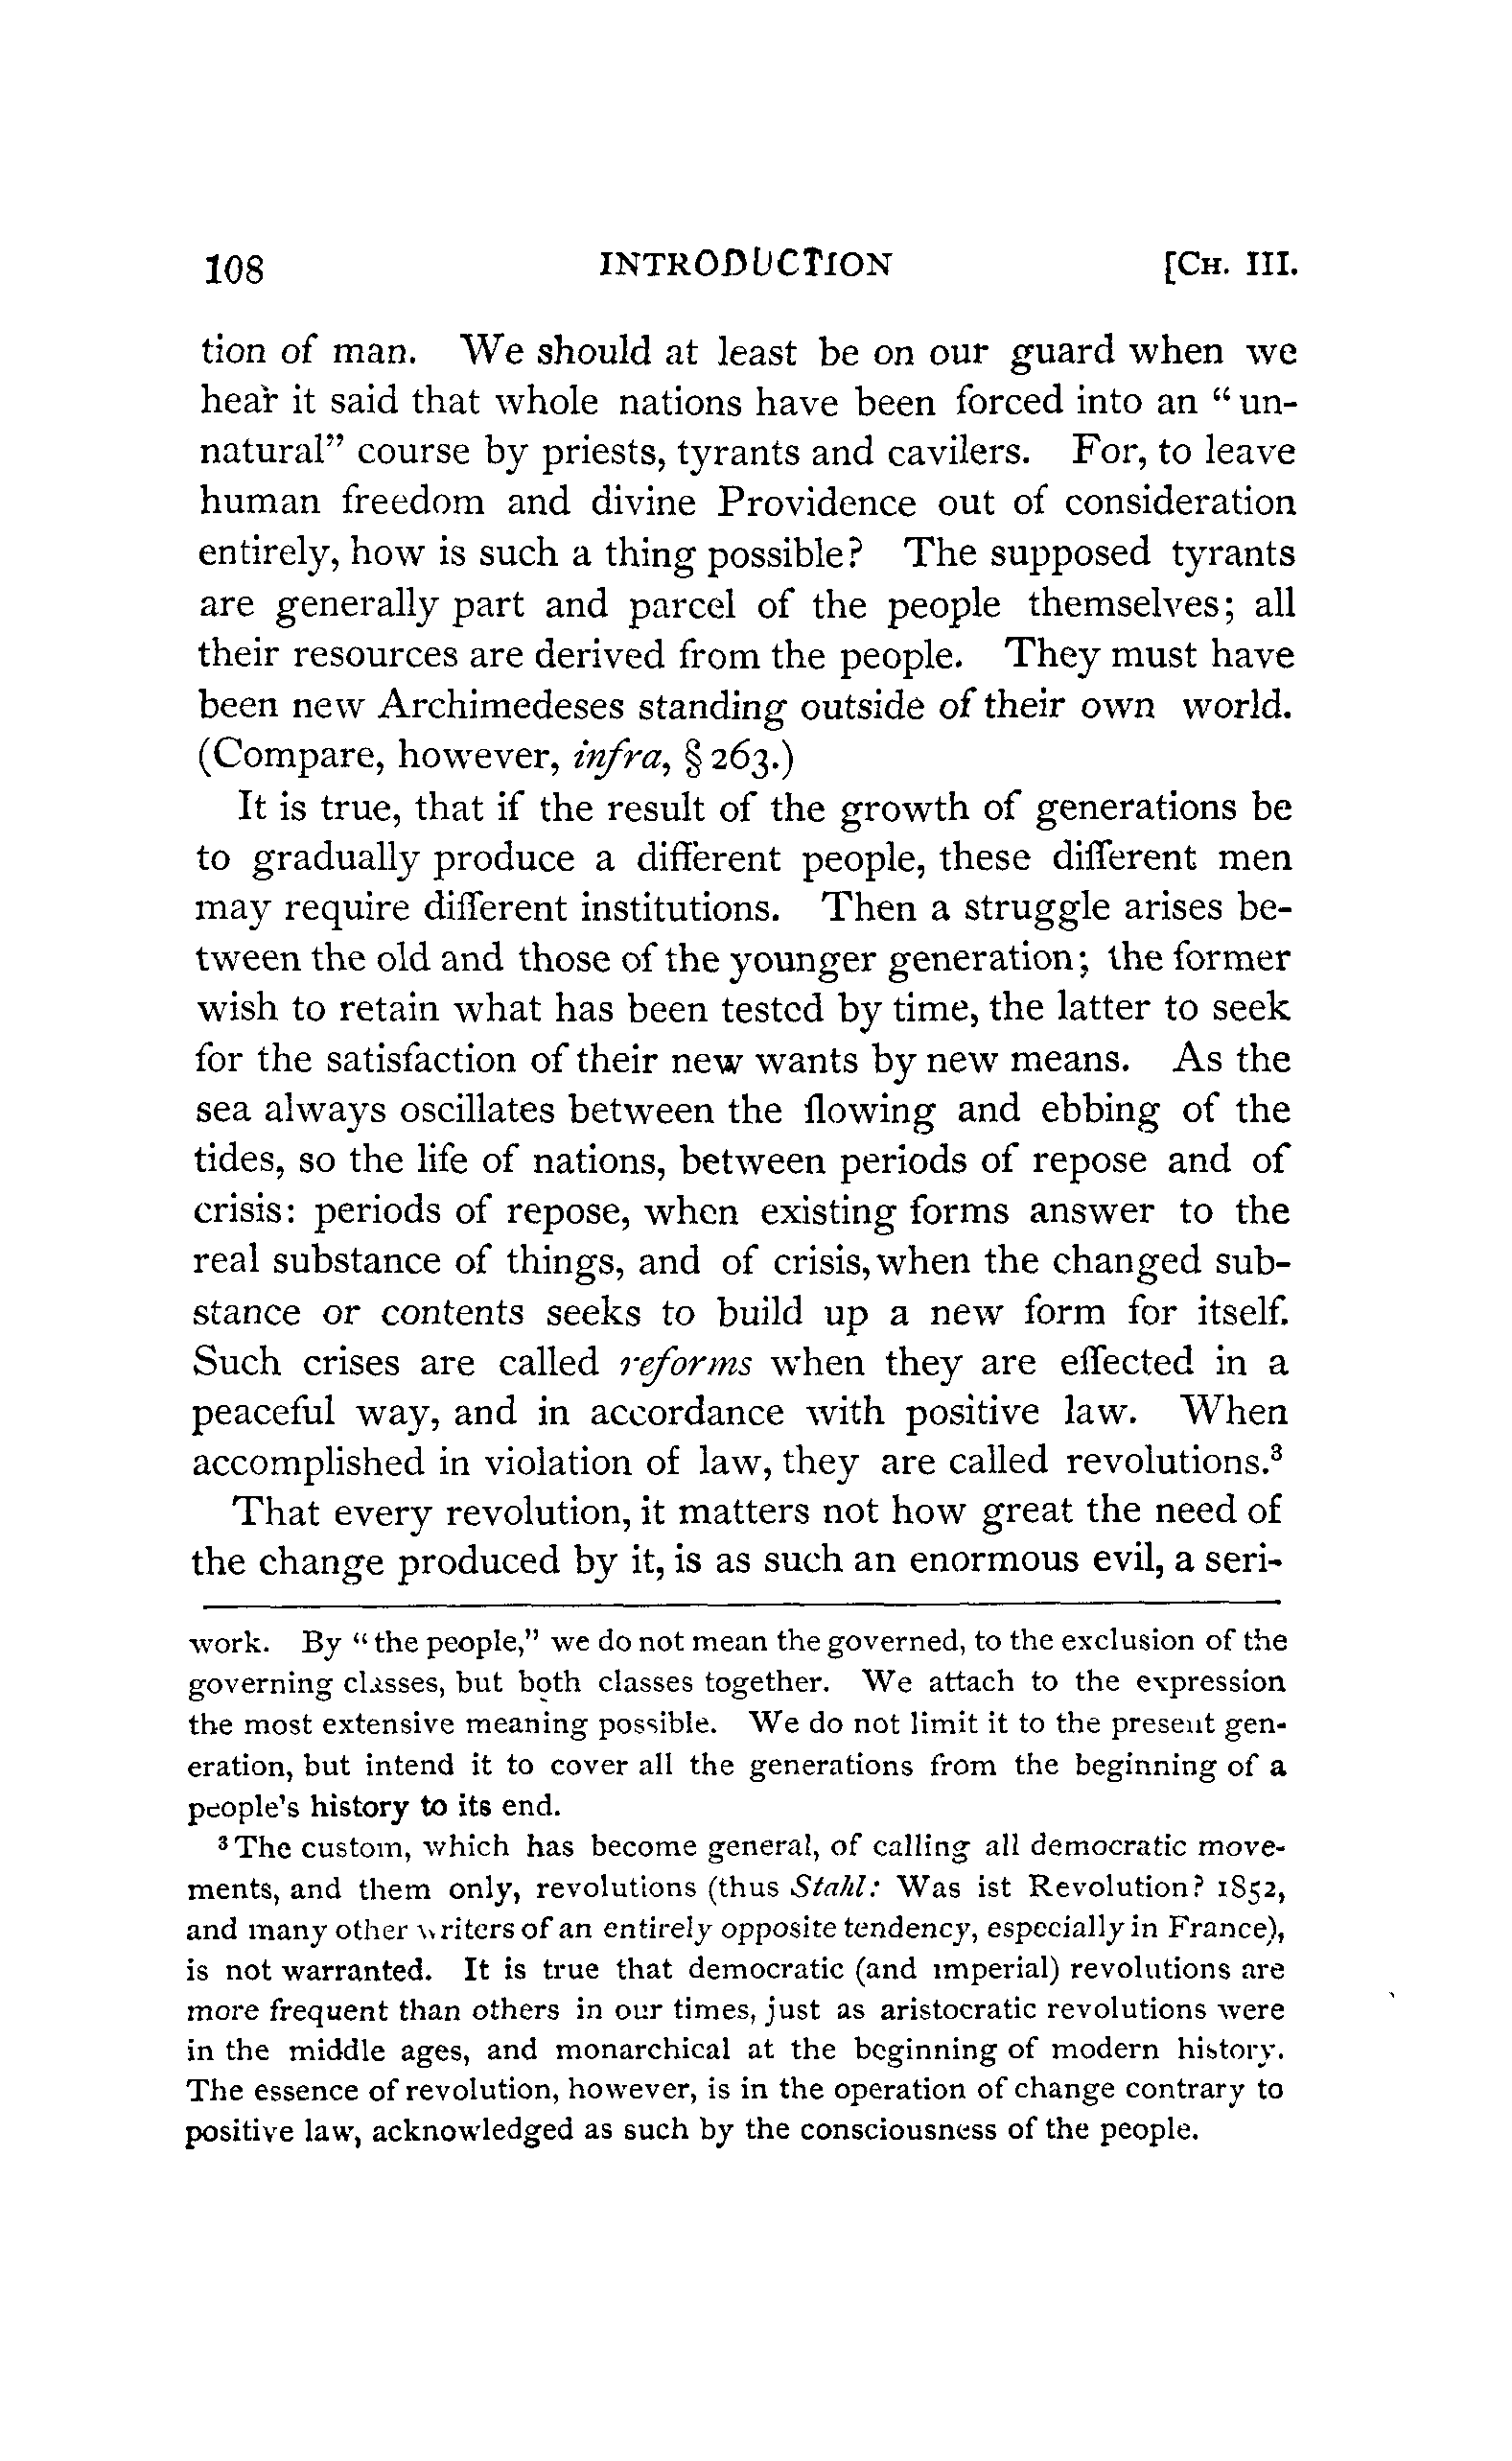 108 INTRODUCTION [CH. III.
tion of man. We should at least be on our guard when we
hear it said that whole nations have been forced into an “un-
natural” course by priests, tyrants and cavilers. For, to leave
human freedom and divine Providence out of consideration
entirely, how is such a thing possible? The supposed tyrants
are generally part and parcel of the people themselves; all
their resources are derived from the people. They must have
been new Archimedeses standing outside of their own world.
(Compare, however, infra, § 263.)
It is true, that if the result of the growth of generations be
to gradually produce a different people, these different men
may require different institutions. Then a struggle arises be-
tween the old and those of the younger generation; the former
wish to retain what has been tested by time, the latter to seek
for the satisfaction of their new wants by new means. As the
sea always oscillates between the flowing and ebbing of the
tides, so the life of nations, between periods of repose and of
crisis: periods of repose, when existing forms answer to the
real substance of things, and of crisis, when the changed sub-
stance or contents seeks to build up a new form for itself.
Such crises are called reforms when they are effected in a
peaceful way, and in accordance with positive law. When
accomplished in violation of law, they are called revolutions.³
That every revolution, it matters not how great the need of
the change produced by it, is as such an enormous evil, a seri-
work. By “the people,” we do not mean the governed, to the exclusion of the
governing classes, but both classes together. We attach to the expression
the most extensive meaning possible. We do not limit it to the present gen-
eration, but intend it to cover all the generations from the beginning of a
people's history to its end.
³ The custom, which has become general, of calling all democratic move-
ments, and them only, revolutions (thus Stahl: Was ist Revolution? 1852,
and many other writers of an entirely opposite tendency, especially in France),
is not warranted. It is true that democratic (and imperial) revolutions are
more frequent than others in our times, just as aristocratic revolutions were
in the middle ages, and monarchical at the beginning of modern history.
The essence of revolution, however, is in the operation of change contrary to
positive law, acknowledged as such by the consciousness of the people.